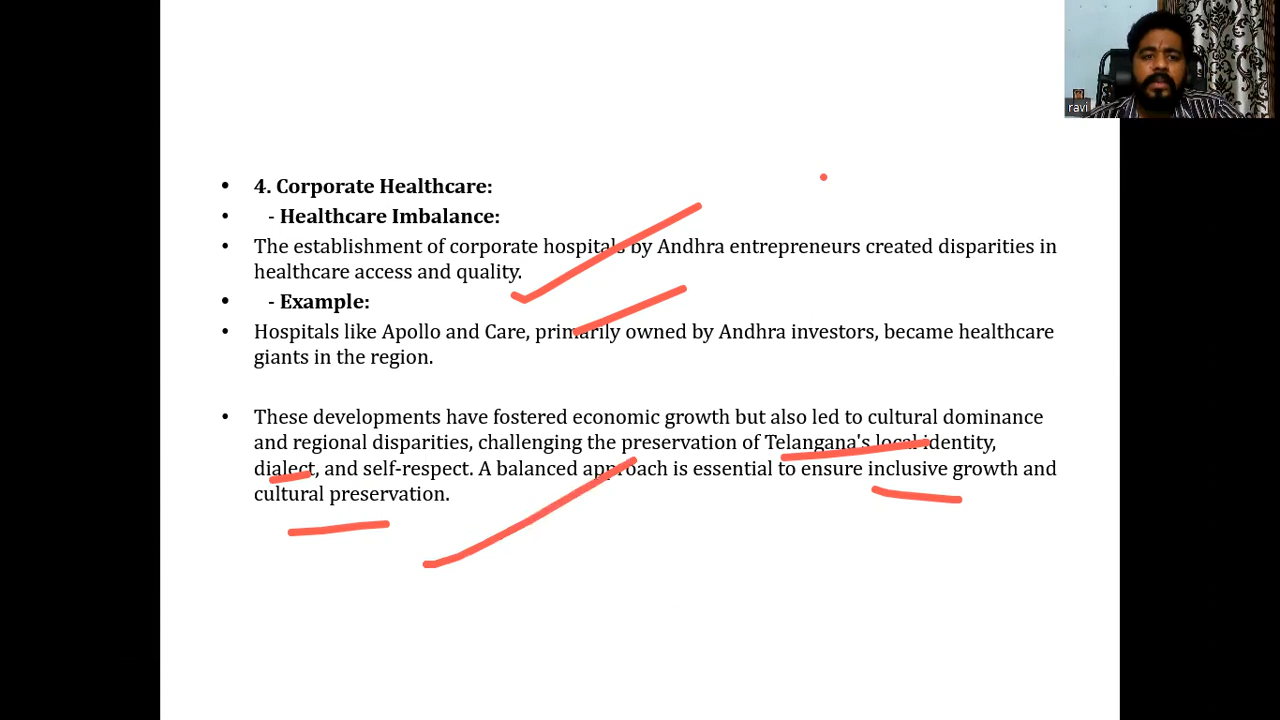 ravi
• 4. Corporate Healthcare:
• - Healthcare Imbalance:
• The establishment of corporate hospitals by Andhra entrepreneurs created disparities in
healthcare access and quality.
• - Example:
• Hospitals like Apollo and Care, primarily owned by Andhra investors, became healthcare
giants in the region.
• These developments have fostered economic growth but also led to cultural dominance
and regional disparities, challenging the preservation of Telangana's local identity,
dialect, and self-respect. A balanced approach is essential to ensure inclusive growth and
cultural preservation.